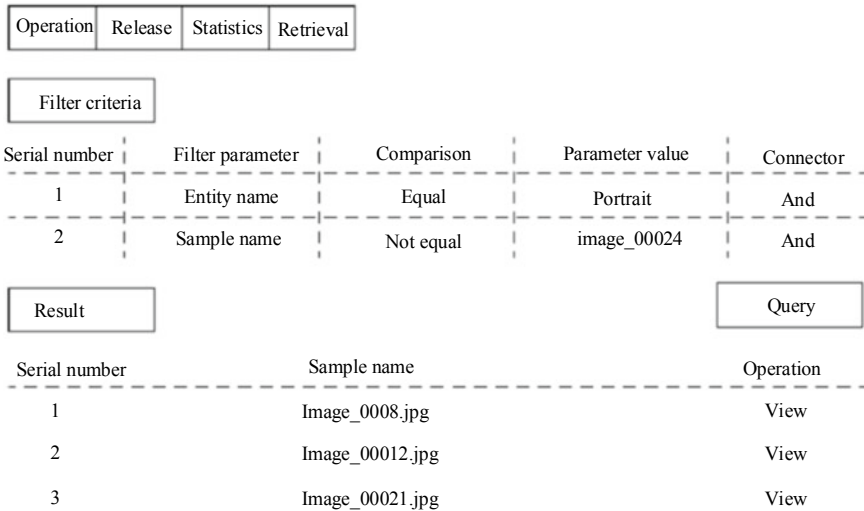 Operation Release Statistics Retrieval
Filter criteria
Serial number Filter parameter Comparison Parameter value Connector
1 Entity name Equal Portrait And
2 Sample name Not equal image_00024 And
Result Query
Serial number Sample name Operation
1 Image_0008.jpg View
2 Image_00012.jpg View
3 Image_00021.jpg View